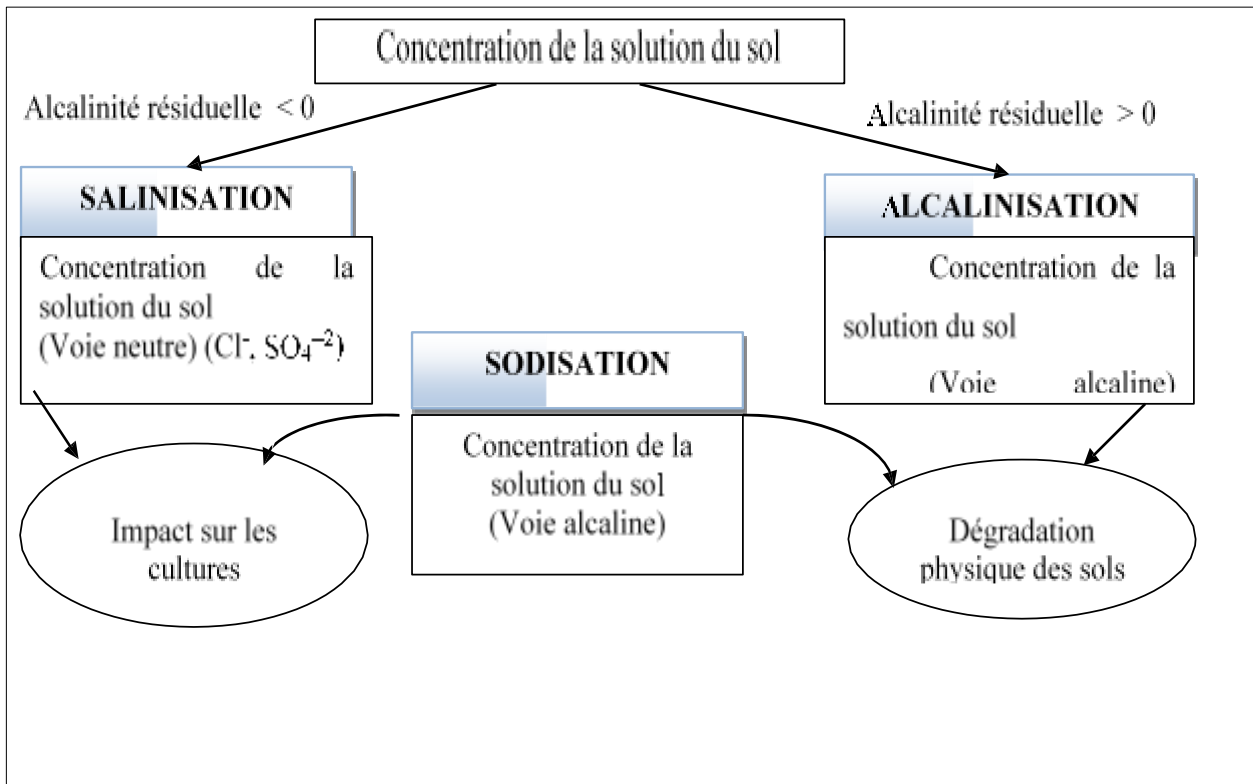 Concentration de la solution du sol
Alcalinité résiduelle < 0
Alcalinité résiduelle > 0
SALINISATION
Concentration de la
solution du sol
(Voie neutre) (Cl⁻, SO₄⁻²)
ALCALINISATION
Concentration de la
solution du sol
(Voie alcaline)
SODISATION
Concentration de la
solution du sol
(Voie alcaline)
Impact sur les
cultures
Dégradation
physique des sols